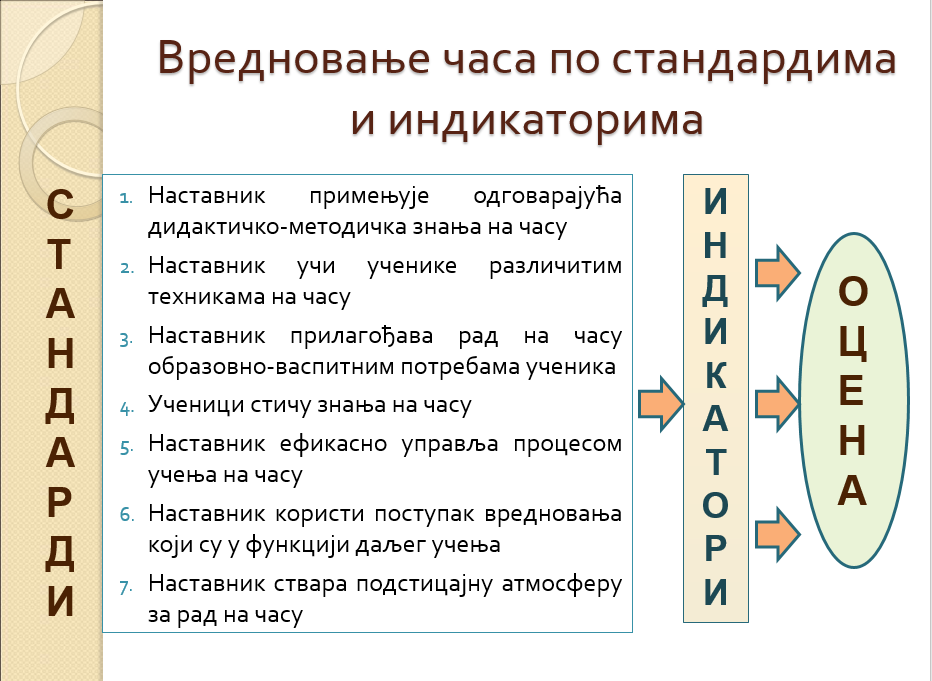 Вредновање часа по стандардима
и индикаторима
СТАНДАРДИ
1. Наставник примењује одговарајућа
дидактичко-методичка знања на часу
2. Наставник учи ученике различитим
техникама на часу
3. Наставник прилагођава рад на часу
образовно-васпитним потребама ученика
4. Ученици стичу знања на часу
5. Наставник ефикасно управља процесом
учења на часу
6. Наставник користи поступак вредновања
који су у функцији даљег учења
7. Наставник ствара подстицајну атмосферу
за рад на часу
ИНДИКАТОРИ
ОЦЕНА